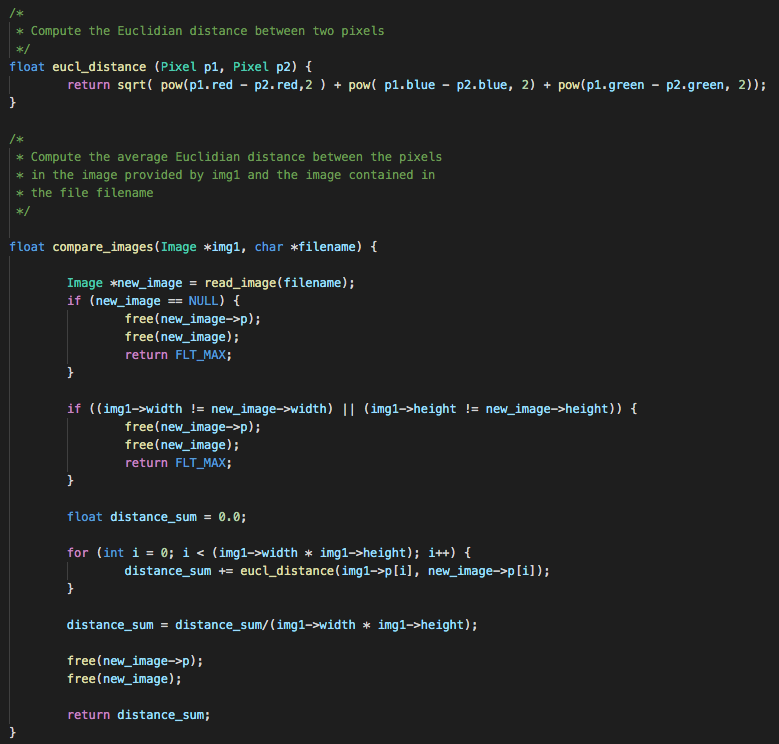 /*
 * Compute the Euclidian distance between two pixels
 */
float eucl_distance (Pixel p1, Pixel p2) {
        return sqrt( pow(p1.red - p2.red,2 ) + pow( p1.blue - p2.blue, 2) + pow(p1.green - p2.green, 2));
}

/*
 * Compute the average Euclidian distance between the pixels
 * in the image provided by img1 and the image contained in
 * the file filename
 */

float compare_images(Image *img1, char *filename) {

        Image *new_image = read_image(filename);
        if (new_image == NULL) {
                free(new_image->p);
                free(new_image);
                return FLT_MAX;
        }

        if ((img1->width != new_image->width) || (img1->height != new_image->height)) {
                free(new_image->p);
                free(new_image);
                return FLT_MAX;
        }

        float distance_sum = 0.0;

        for (int i = 0; i < (img1->width * img1->height); i++) {
                distance_sum += eucl_distance(img1->p[i], new_image->p[i]);
        }

        distance_sum = distance_sum/(img1->width * img1->height);

        free(new_image->p);
        free(new_image);

        return distance_sum;
}